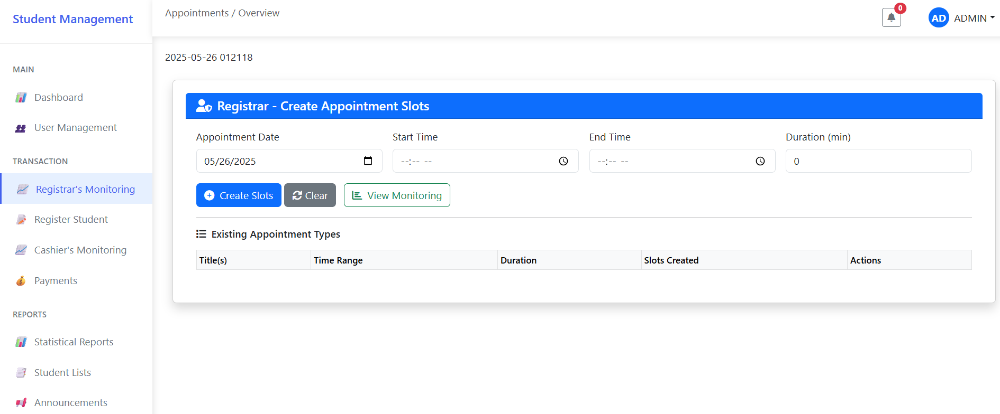 Student Management
Appointments / Overview
0
AD ADMIN
2025-05-26 012118
MAIN
Dashboard
User Management
TRANSACTION
Registrar's Monitoring
Register Student
Cashier's Monitoring
Payments
REPORTS
Statistical Reports
Student Lists
Announcements
Registrar - Create Appointment Slots
Appointment Date Start Time End Time Duration (min)
05/26/2025 --:-- -- --:-- -- 0
Create Slots Clear View Monitoring
Existing Appointment Types
Title(s) Time Range Duration Slots Created Actions